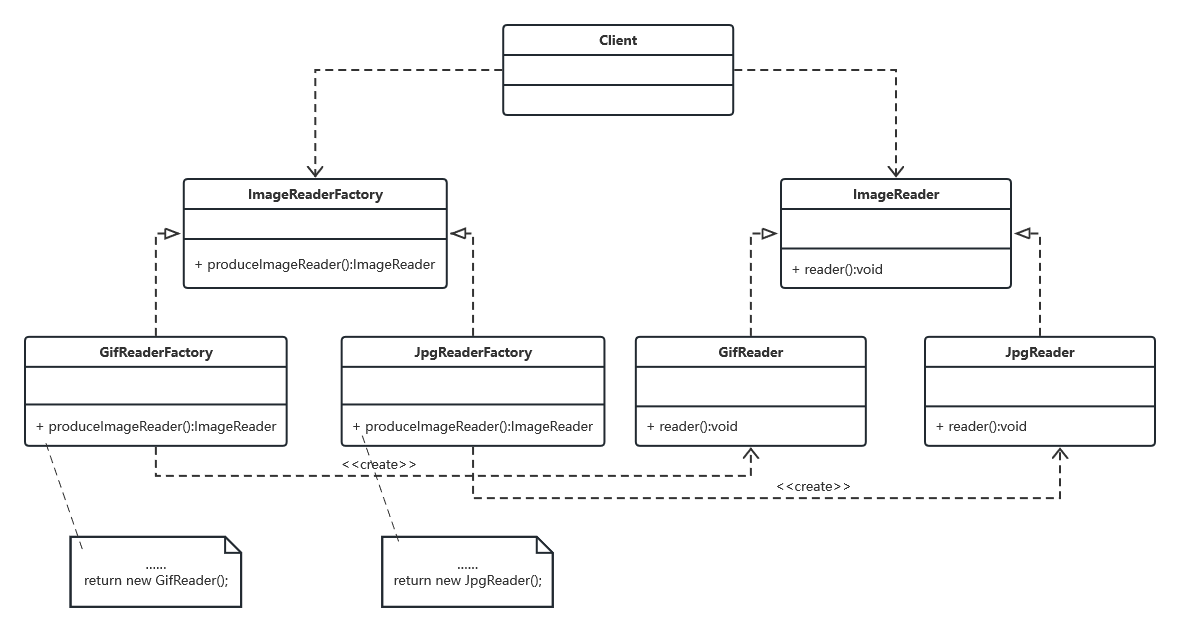 Client
ImageReaderFactory
+ produceImageReader():ImageReader
ImageReader
+ reader():void
GifReaderFactory
+ produceImageReader():ImageReader
JpgReaderFactory
+ produceImageReader():ImageReader
GifReader
+ reader():void
JpgReader
+ reader():void
<<create>>
<<create>>
......
return new GifReader();
......
return new JpgReader();